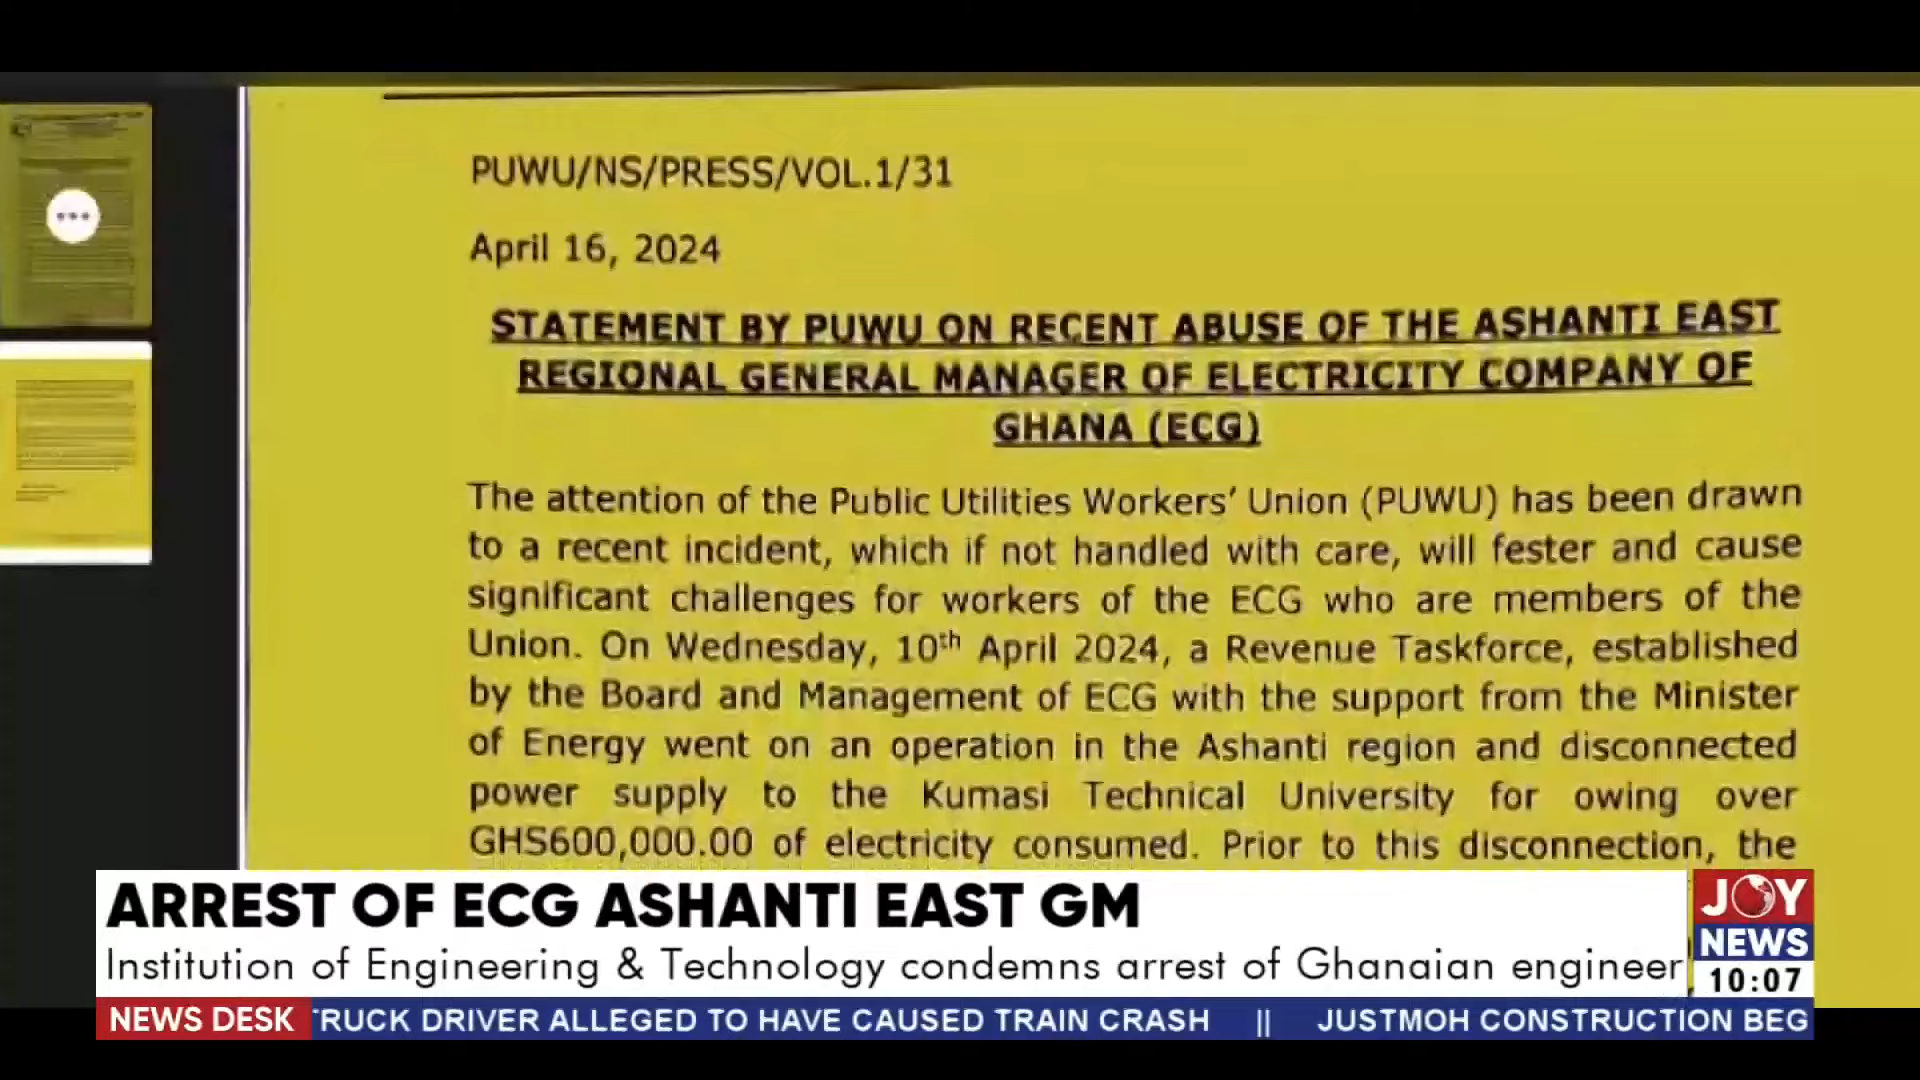 PUWU/NS/PRESS/VOL.1/31
April 16, 2024
STATEMENT BY PUWU ON RECENT ABUSE OF THE ASHANTI EAST
REGIONAL GENERAL MANAGER OF ELECTRICITY COMPANY OF
GHANA (ECG)
The attention of the Public Utilities Workers' Union (PUWU) has been drawn
to a recent incident, which if not handled with care, will fester and cause
significant challenges for workers of the ECG who are members of the
Union. On Wednesday, 10th April 2024, a Revenue Taskforce, established
by the Board and Management of ECG with the support from the Minister
of Energy went on an operation in the Ashanti region and disconnected
power supply to the Kumasi Technical University for owing over
GHS600,000.00 of electricity consumed. Prior to this disconnection, the
ARREST OF ECG ASHANTI EAST GM
Institution of Engineering & Technology condemns arrest of Ghanaian engineer
JOY
NEWS
10:07
NEWS DESK TRUCK DRIVER ALLEGED TO HAVE CAUSED TRAIN CRASH || JUSTMOH CONSTRUCTION BEG